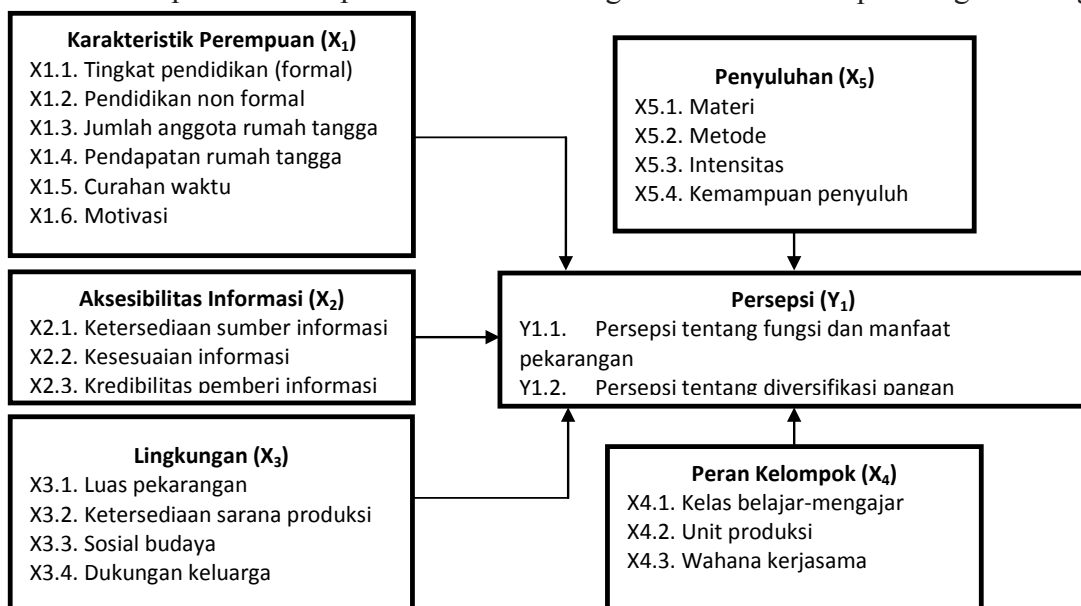 Karakteristik Perempuan (X1)
X1.1. Tingkat pendidikan (formal)
X1.2. Pendidikan non formal
X1.3. Jumlah anggota rumah tangga
X1.4. Pendapatan rumah tangga
X1.5. Curahan waktu
X1.6. Motivasi
Penyuluhan (X5)
X5.1. Materi
X5.2. Metode
X5.3. Intensitas
X5.4. Kemampuan penyuluh
Aksesibilitas Informasi (X2)
X2.1. Ketersediaan sumber informasi
X2.2. Kesesuaian informasi
X2.3. Kredibilitas pemberi informasi
Persepsi (Y1)
Y1.1. Persepsi tentang fungsi dan manfaat
pekarangan
Y1.2. Persepsi tentang diversifikasi pangan
Lingkungan (X3)
X3.1. Luas pekarangan
X3.2. Ketersediaan sarana produksi
X3.3. Sosial budaya
X3.4. Dukungan keluarga
Peran Kelompok (X4)
X4.1. Kelas belajar-mengajar
X4.2. Unit produksi
X4.3. Wahana kerjasama